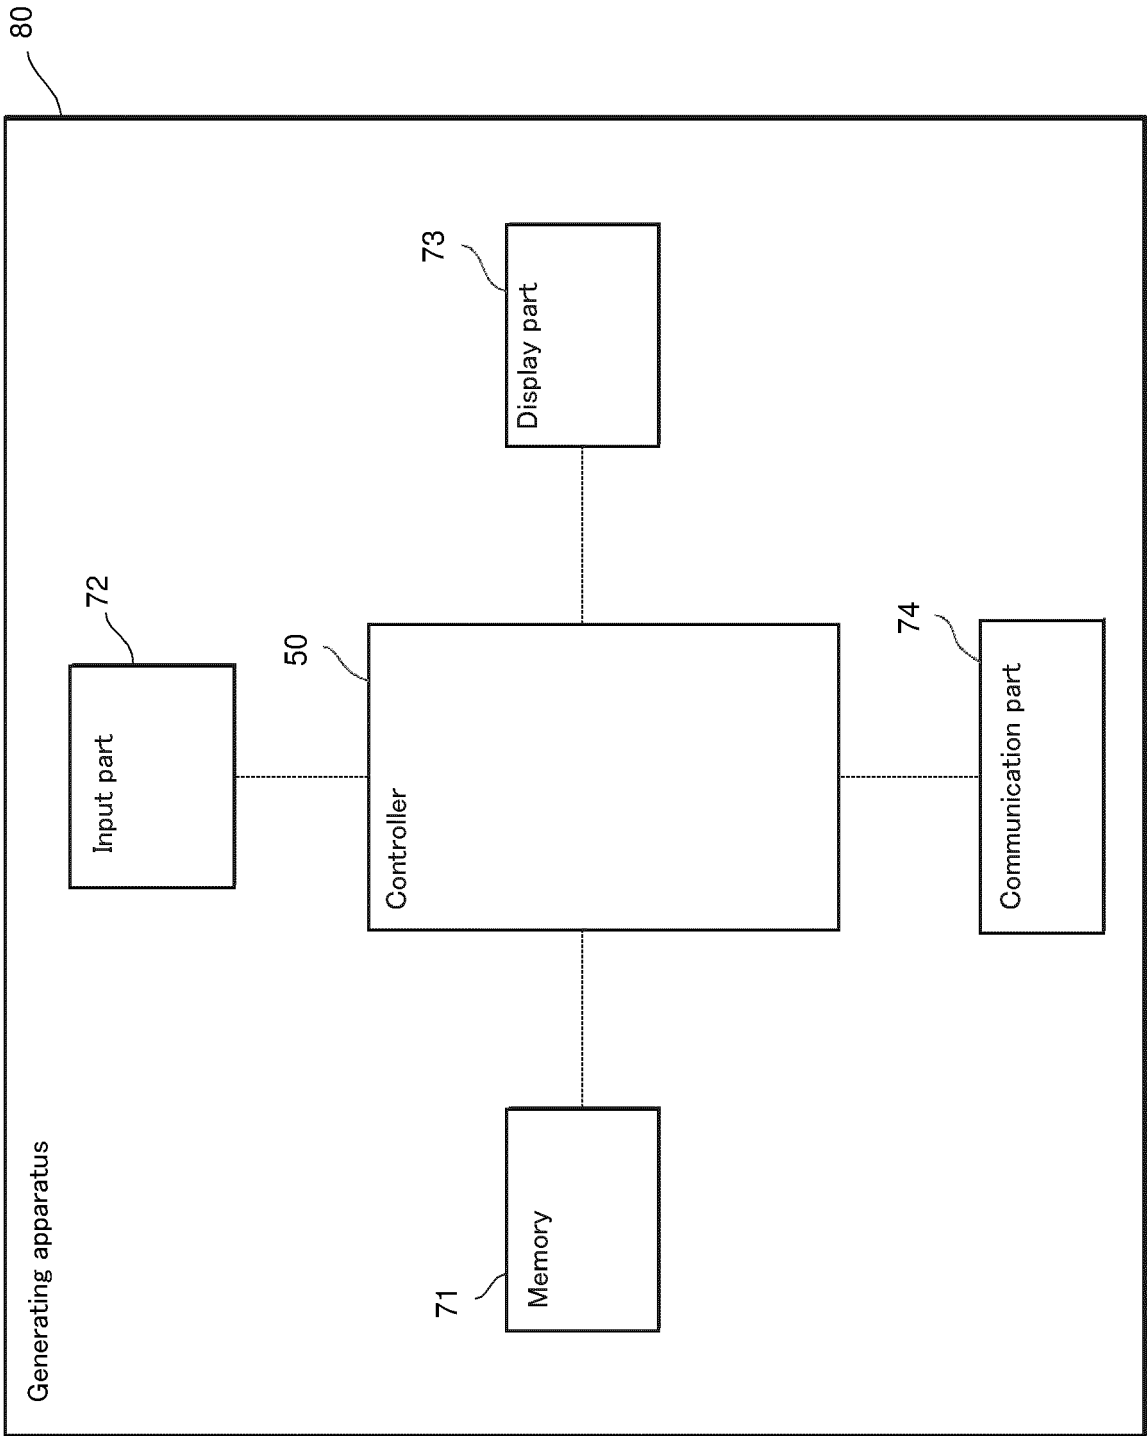 80
Generating apparatus
72
Input part
71
Memory
50
Controller
73
Display part
74
Communication part